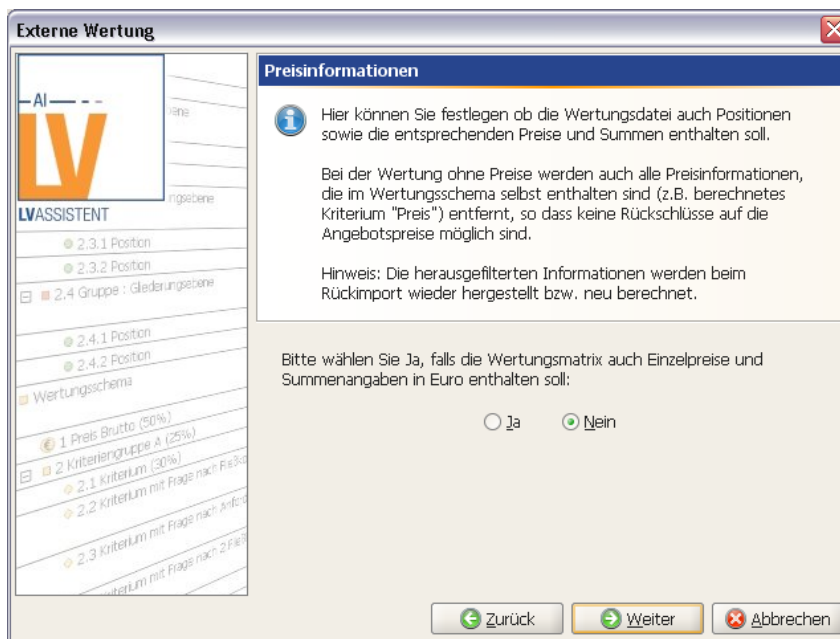 Externe Wertung
AI
LV
LVASSISTENT
2.3.1 Position
2.3.2 Position
2.4 Gruppe : Gliederungsebene
2.4.1 Position
2.4.2 Position
Wertungsschema
1 Preis Brutto (50%)
2 Kriteriengruppe A (25%)
2.1 Kriterium (30%)
2.2 Kriterium mit Frage nach
2.3 Kriterium mit Frage nach
Kriterium mit Frage nach
Preisinformationen
Hier können Sie festlegen ob die Wertungsdatei auch Positionen
sowie die entsprechenden Preise und Summen enthalten soll.
Bei der Wertung ohne Preise werden auch alle Preisinformationen,
die im Wertungsschema selbst enthalten sind (z.B. berechnetes
Kriterium "Preis") entfernt, so dass keine Rückschlüsse auf die
Angebotspreise möglich sind.
Hinweis: Die herausgefilterten Informationen werden beim
Rückimport wieder hergestellt bzw. neu berechnet.
Bitte wählen Sie Ja, falls die Wertungsmatrix auch Einzelpreise und
Summenangaben in Euro enthalten soll:
Ja Nein
Zurück Weiter Abbrechen